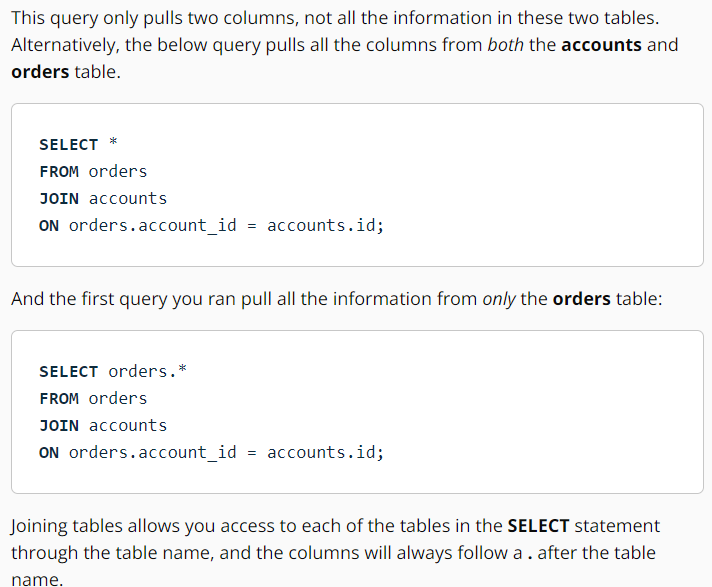 This query only pulls two columns, not all the information in these two tables.
Alternatively, the below query pulls all the columns from both the accounts and
orders table.
SELECT *
FROM orders
JOIN accounts
ON orders.account_id = accounts.id;
And the first query you ran pull all the information from only the orders table:
SELECT orders.*
FROM orders
JOIN accounts
ON orders.account_id = accounts.id;
Joining tables allows you access to each of the tables in the SELECT statement
through the table name, and the columns will always follow a . after the table
name.